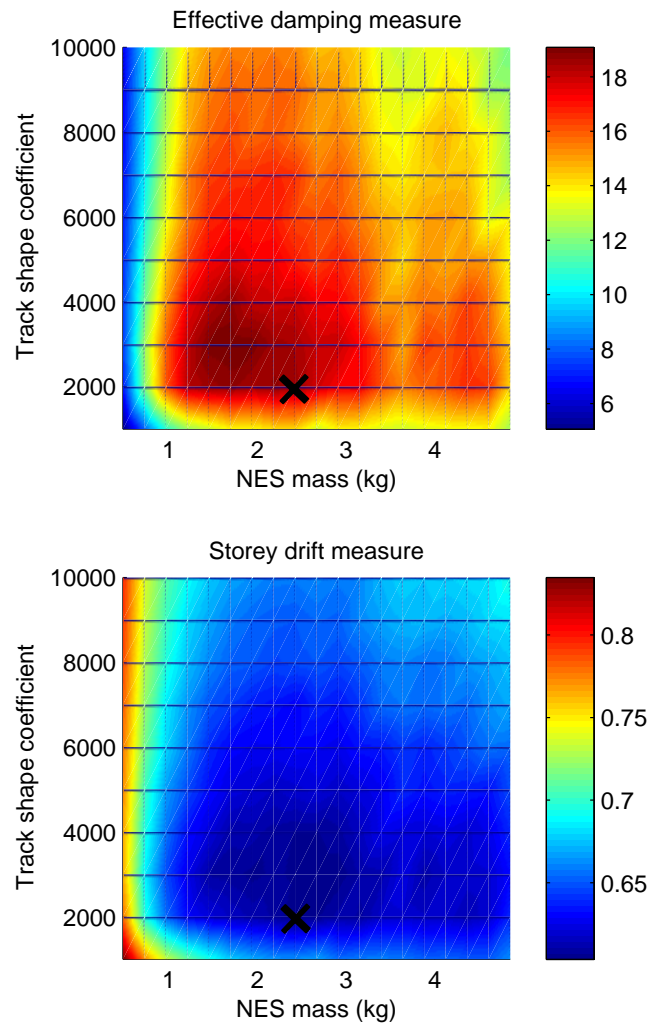 Effective damping measure
10000
8000
6000
4000
2000
Track shape coefficient
1 2 3 4
NES mass (kg)
18
16
14
12
10
8
6
Storey drift measure
10000
8000
6000
4000
2000
Track shape coefficient
1 2 3 4
NES mass (kg)
0.8
0.75
0.7
0.65